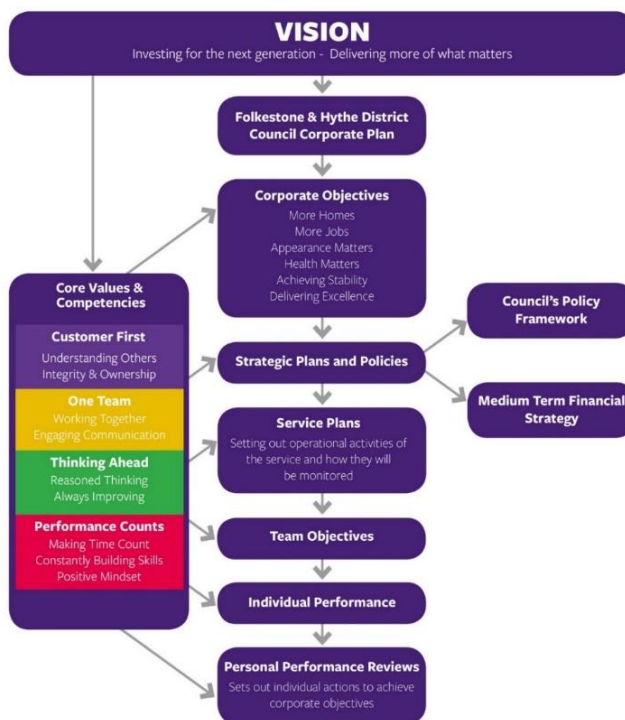 VISION
Investing for the next generation - Delivering more of what matters
Folkestone & Hythe District
Council Corporate Plan
Corporate Objectives
More Homes
More Jobs
Appearance Matters
Health Matters
Achieving Stability
Delivering Excellence
Core Values &
Competencies
Customer First
Understanding Others
Integrity & Ownership
One Team
Working Together
Engaging Communication
Thinking Ahead
Reasoned Thinking
Always Improving
Performance Counts
Making Time Count
Constantly Building Skills
Positive Mindset
Strategic Plans and Policies
Council's Policy
Framework
Medium Term Financial
Strategy
Service Plans
Setting out operational activities of
the service and how they will
be monitored
Team Objectives
Individual Performance
Personal Performance Reviews
Sets out individual actions to achieve
corporate objectives